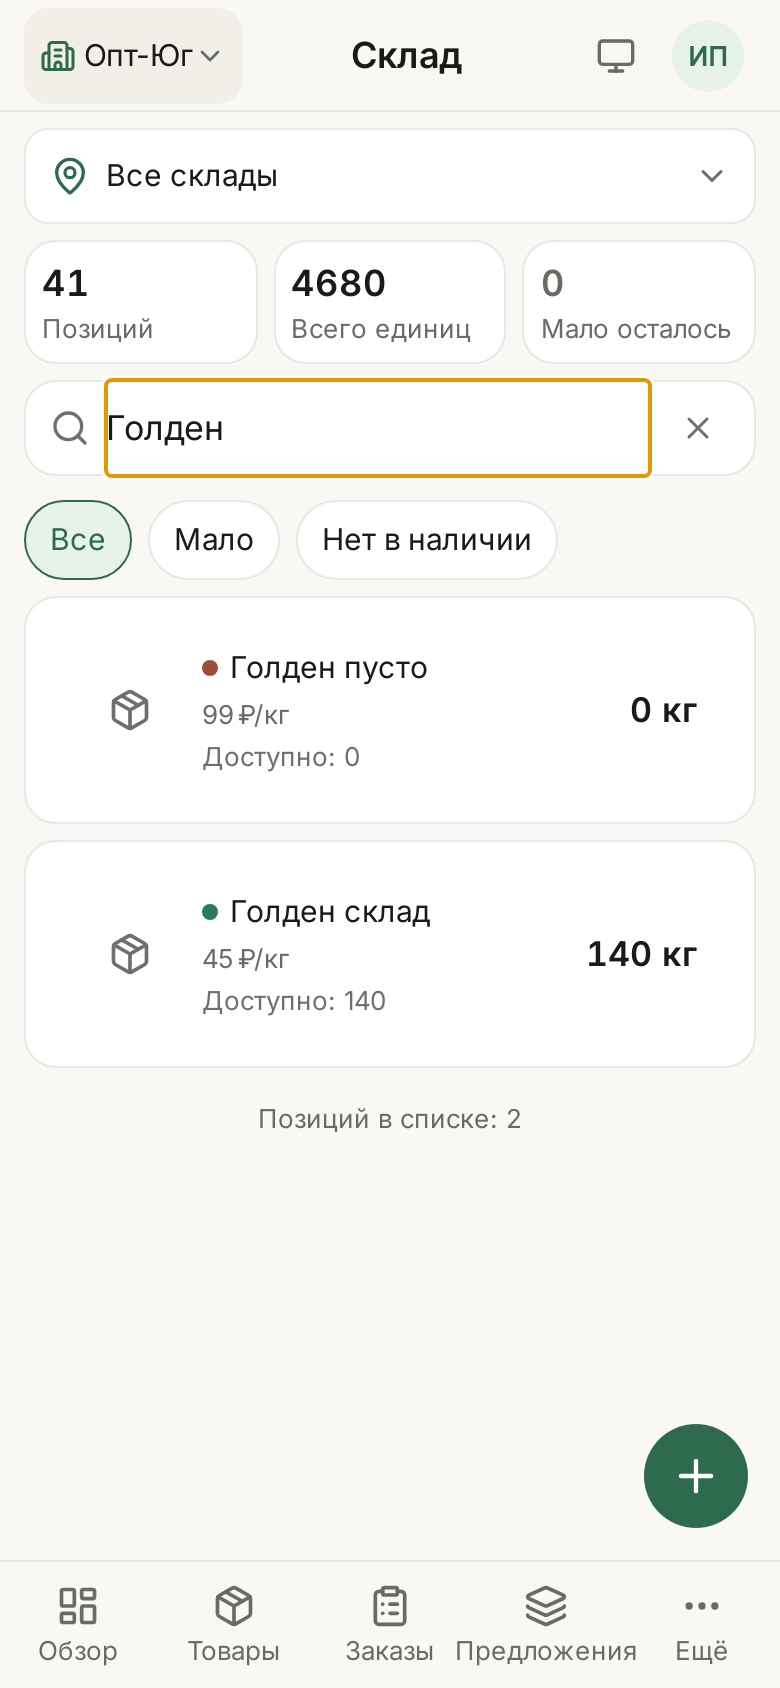 Опт-Юг
Склад
ИП
Все склады
41
Позиций
4680
Всего единиц
0
Мало осталось
Голден
Все
Мало
Нет в наличии
Голден пусто
99 ₽/кг
Доступно: 0
0 кг
Голден склад
45 ₽/кг
Доступно: 140
140 кг
Позиций в списке: 2
Обзор
Товары
Заказы
Предложения
Ещё